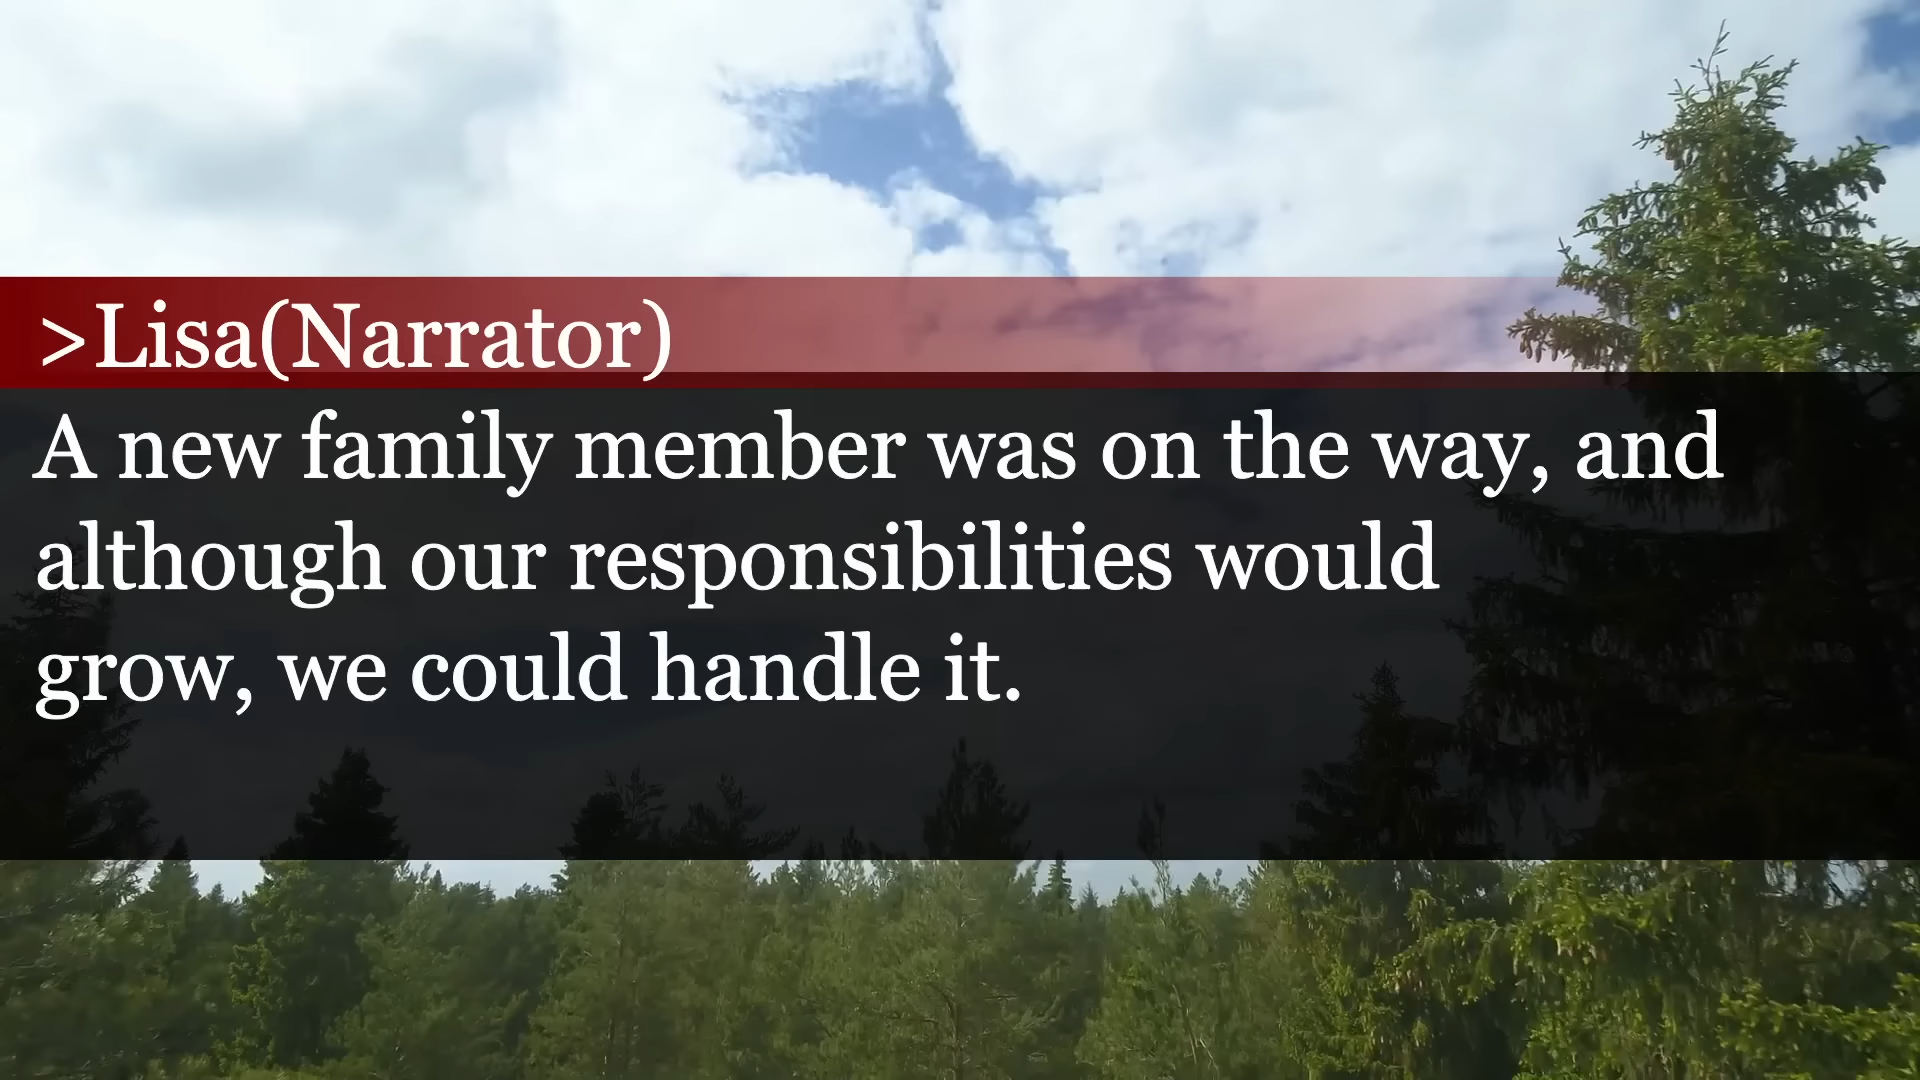 >Lisa(Narrator)
A new family member was on the way, and
although our responsibilities would
grow, we could handle it.